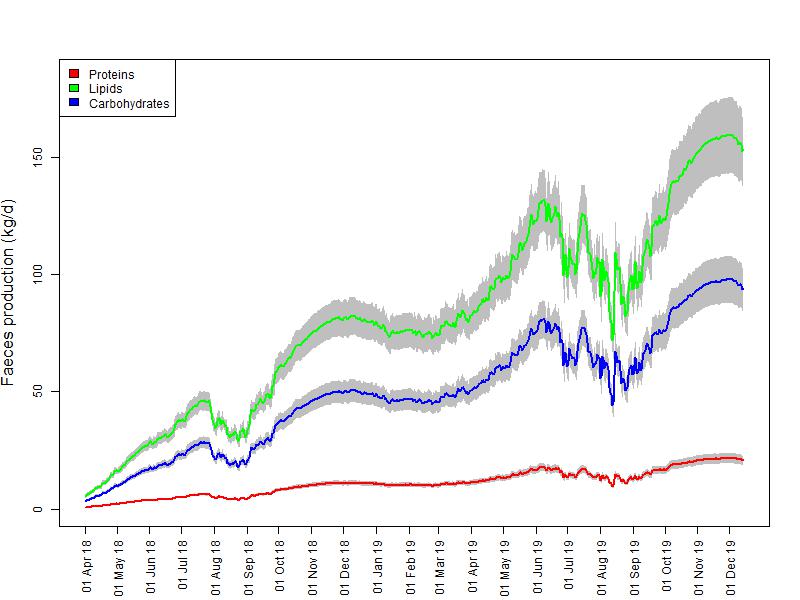 Proteins
Lipids
Carbohydrates
Faeces production (kg/d)
150
100
50
0
01 Apr 18
01 May 18
01 Jun 18
01 Jul 18
01 Aug 18
01 Sep 18
01 Oct 18
01 Nov 18
01 Dec 18
01 Jan 19
01 Feb 19
01 Mar 19
01 Apr 19
01 May 19
01 Jun 19
01 Jul 19
01 Aug 19
01 Sep 19
01 Oct 19
01 Nov 19
01 Dec 19